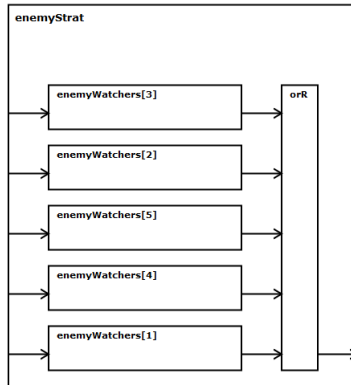 enemyStrat
enemyWatchers[3]
orR
enemyWatchers[2]
enemyWatchers[5]
enemyWatchers[4]
enemyWatchers[1]